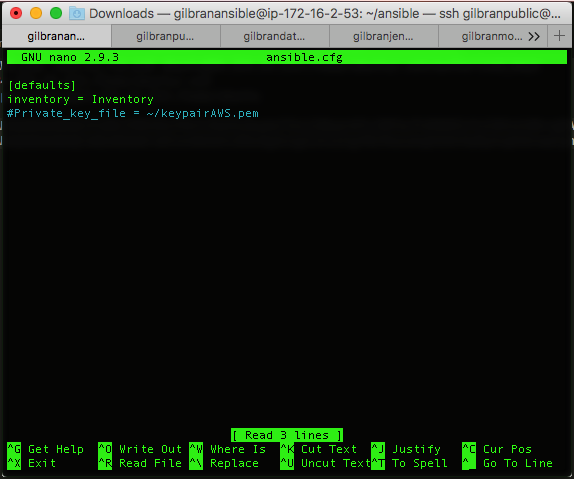 Downloads — gilbranansible@ip-172-16-2-53: ~/ansible — ssh gilbranpublic@...
gilbranan... gilbranpu... gilbrandat... gilbranjen... gilbranmo... >> +
GNU nano 2.9.3 ansible.cfg
[defaults]
inventory = Inventory
#Private_key_file = ~/keypairAWS.pem
[ Read 3 lines ]
^G Get Help ^O Write Out ^W Where Is ^K Cut Text ^J Justify ^C Cur Pos
^X Exit ^R Read File ^\ Replace ^U Uncut Text ^T To Spell ^_ Go To Line